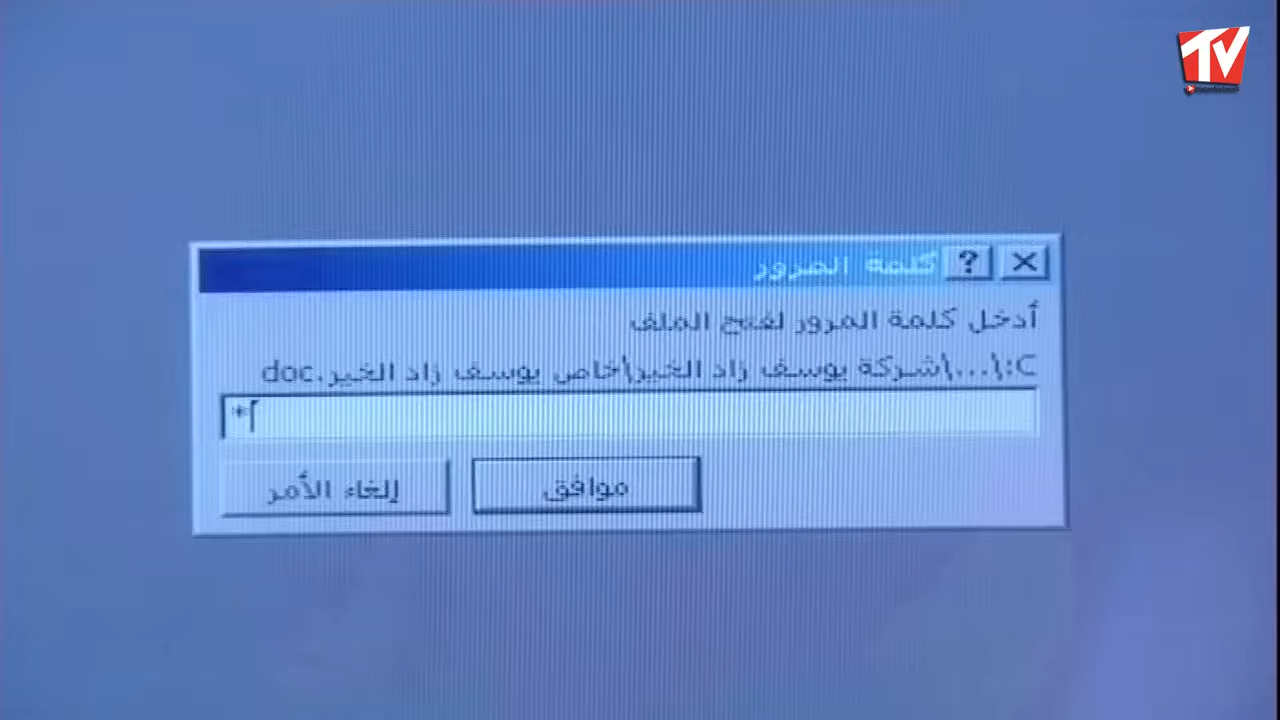 TV
كلمة المرور
أدخل كلمة المرور لفتح الملف
C:\...\شركة يوسف زاد الخير\خاص يوسف زاد الخير.doc
*
موافق
إلغاء الأمر